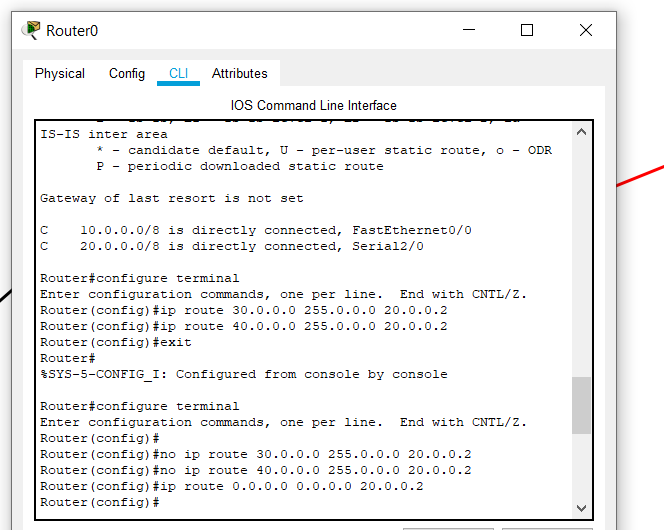 Router0
Physical Config CLI Attributes
IOS Command Line Interface
IS-IS inter area
* - candidate default, U - per-user static route, o - ODR
P - periodic downloaded static route
Gateway of last resort is not set
C 10.0.0.0/8 is directly connected, FastEthernet0/0
C 20.0.0.0/8 is directly connected, Serial2/0
Router#configure terminal
Enter configuration commands, one per line. End with CNTL/Z.
Router(config)#ip route 30.0.0.0 255.0.0.0 20.0.0.2
Router(config)#ip route 40.0.0.0 255.0.0.0 20.0.0.2
Router(config)#exit
Router#
%SYS-5-CONFIG_I: Configured from console by console
Router#configure terminal
Enter configuration commands, one per line. End with CNTL/Z.
Router(config)#
Router(config)#no ip route 30.0.0.0 255.0.0.0 20.0.0.2
Router(config)#no ip route 40.0.0.0 255.0.0.0 20.0.0.2
Router(config)#ip route 0.0.0.0 0.0.0.0 20.0.0.2
Router(config)#